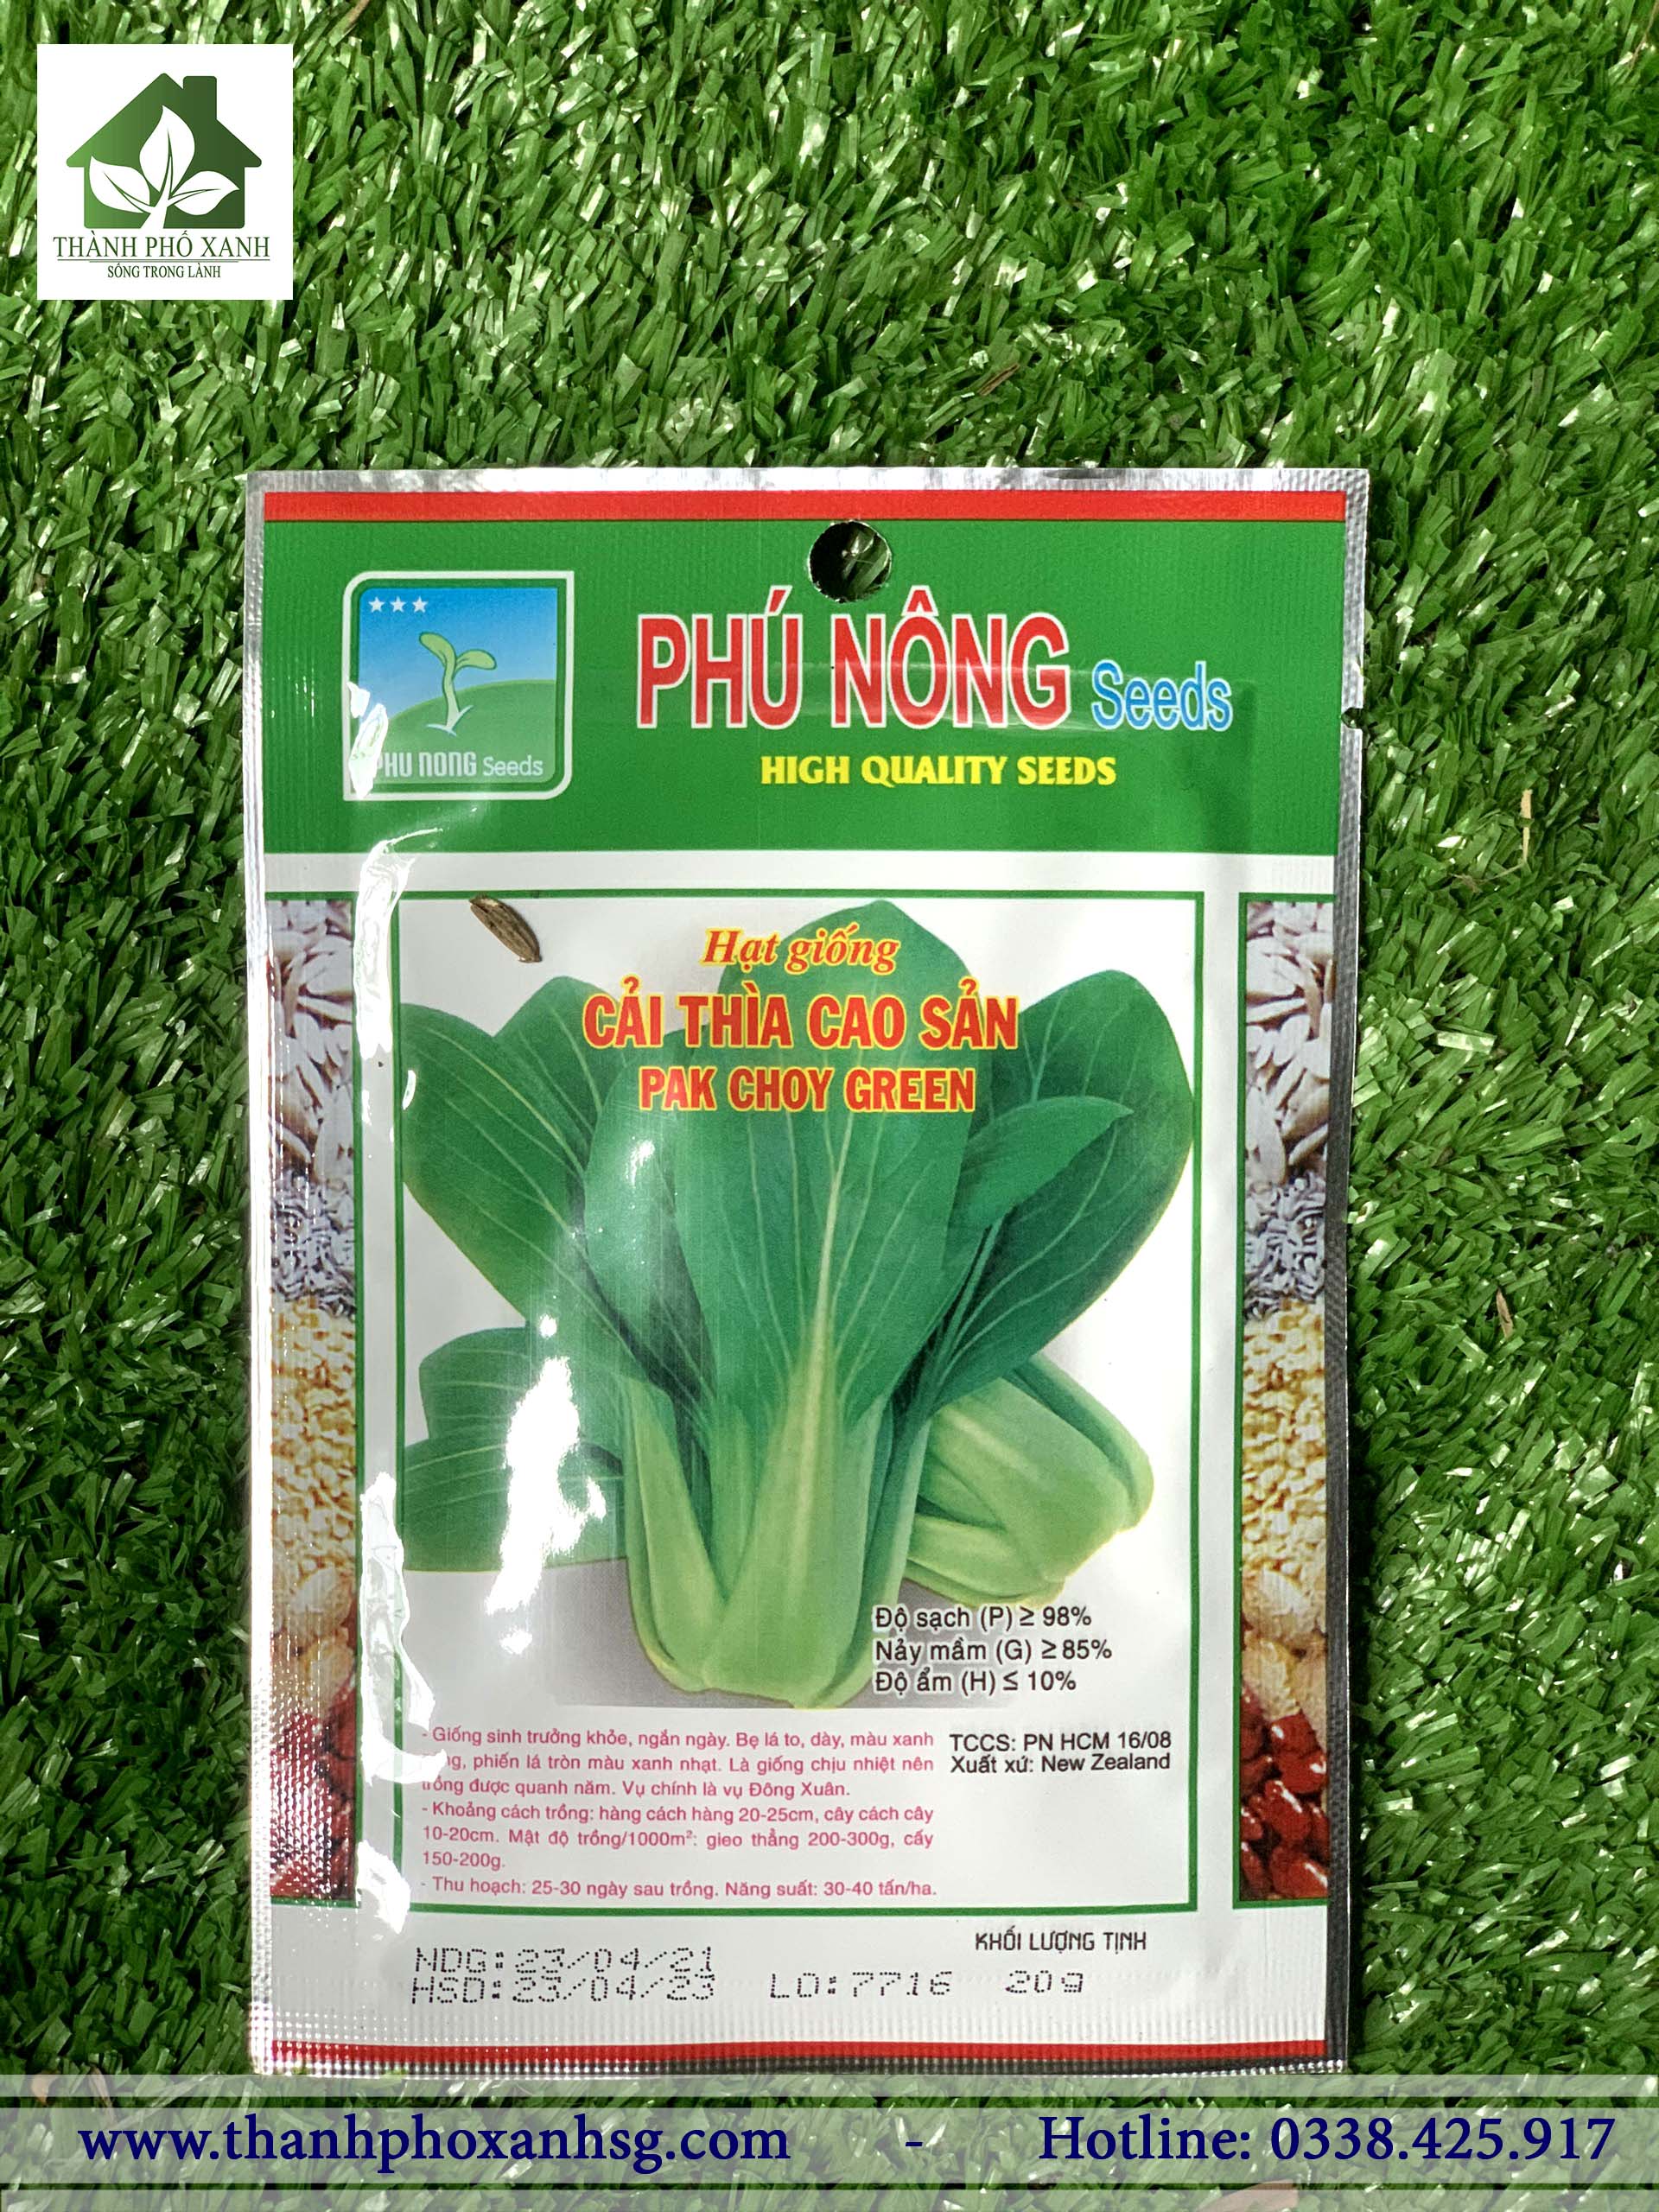 THÀNH PHỐ XANH
SỐNG TRONG LÀNH
PHÚ NÔNG Seeds
HIGH QUALITY SEEDS
PHU NONG Seeds
Hạt giống
CẢI THÌA CAO SẢN
PAK CHOY GREEN
Độ sạch (P) ≥ 98%
Nảy mầm (G) ≥ 85%
Độ ẩm (H) ≤ 10%
- Giống sinh trưởng khỏe, ngắn ngày. Bẹ lá to, dày, màu xanh
phiến lá tròn màu xanh nhạt. Là giống chịu nhiệt nên
trồng được quanh năm. Vụ chính là vụ Đông Xuân.
- Khoảng cách trồng: hàng cách hàng 20-25cm, cây cách cây
10-20cm. Mật độ trồng/1000m²: gieo thẳng 200-300g, cấy
150-200g.
- Thu hoạch: 25-30 ngày sau trồng. Năng suất: 30-40 tấn/ha.
TCCS: PN HCM 16/08
Xuất xứ: New Zealand
KHỐI LƯỢNG TỊNH
NDG: 23/04/21
HSD: 23/04/23 LO: 7716 20g
www.thanhphoxanhsg.com - Hotline: 0338.425.917